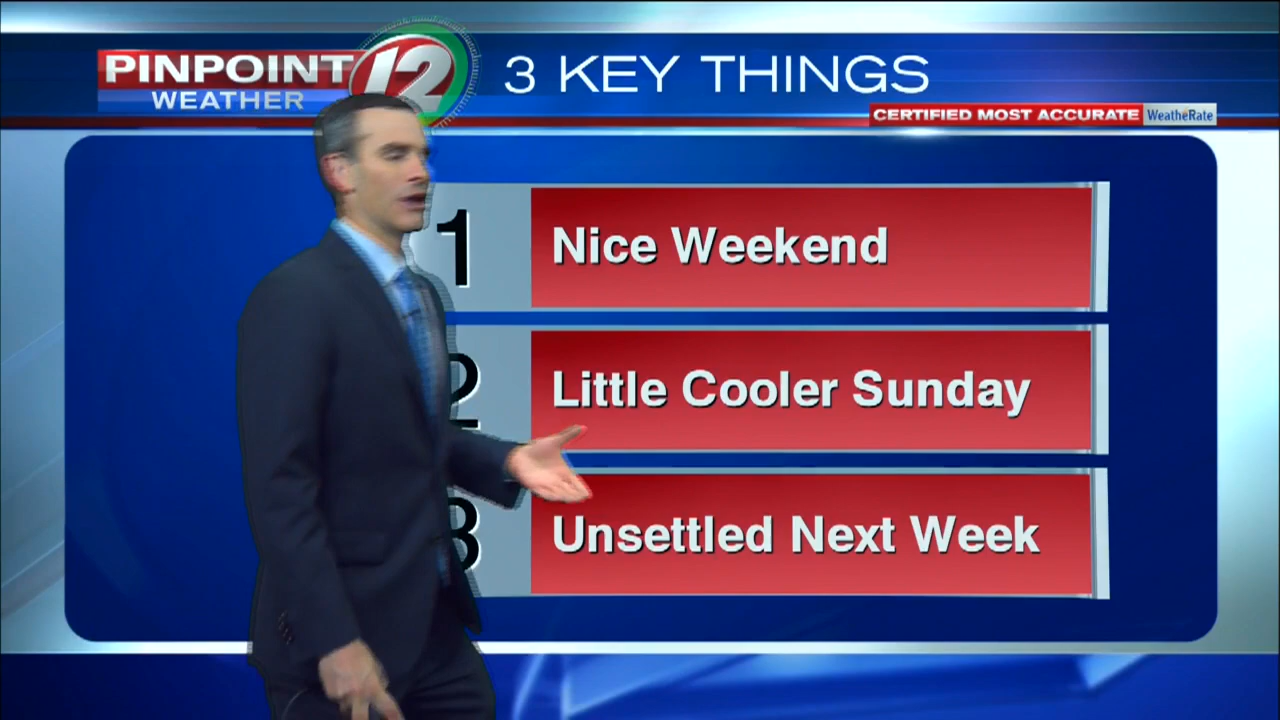 PINPOINT 12
WEATHER
3 KEY THINGS
CERTIFIED MOST ACCURATE WeatheRate
1 Nice Weekend
2 Little Cooler Sunday
3 Unsettled Next Week